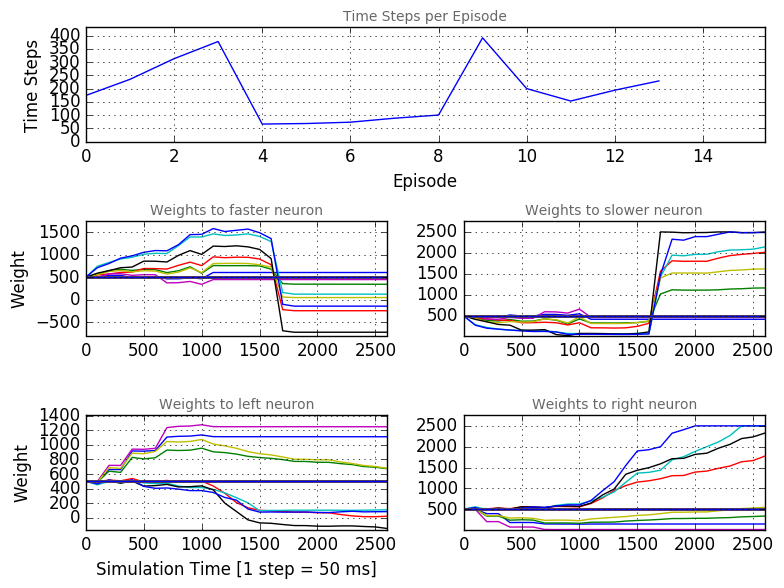 Time Steps per Episode
Time Steps
400
350
300
250
200
150
100
50
0
0 2 4 6 8 10 12 14
Episode
Weights to faster neuron
Weight
1500
1000
500
0
−500
0 500 1000 1500 2000 2500
Weights to slower neuron
2500
2000
1500
1000
500
0 500 1000 1500 2000 2500
Weights to left neuron
Weight
1400
1200
1000
800
600
400
200
0
0 500 1000 1500 2000 2500
Simulation Time [1 step = 50 ms]
Weights to right neuron
2500
2000
1500
1000
500
0 500 1000 1500 2000 2500